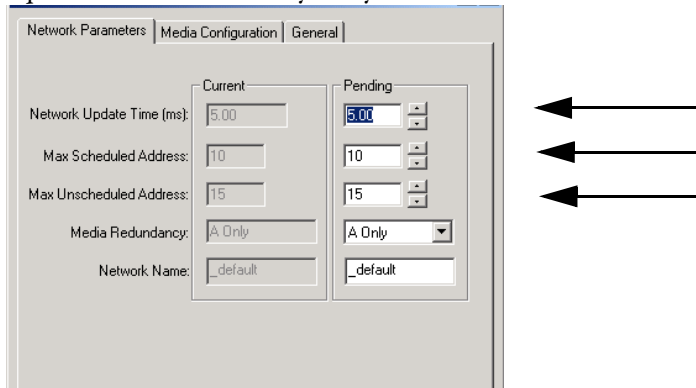 Network Parameters Media Configuration General
Current Pending
Network Update Time (ms): 5.00 5.00
Max Scheduled Address: 10 10
Max Unscheduled Address: 15 15
Media Redundancy: A Only A Only
Network Name: _default _default